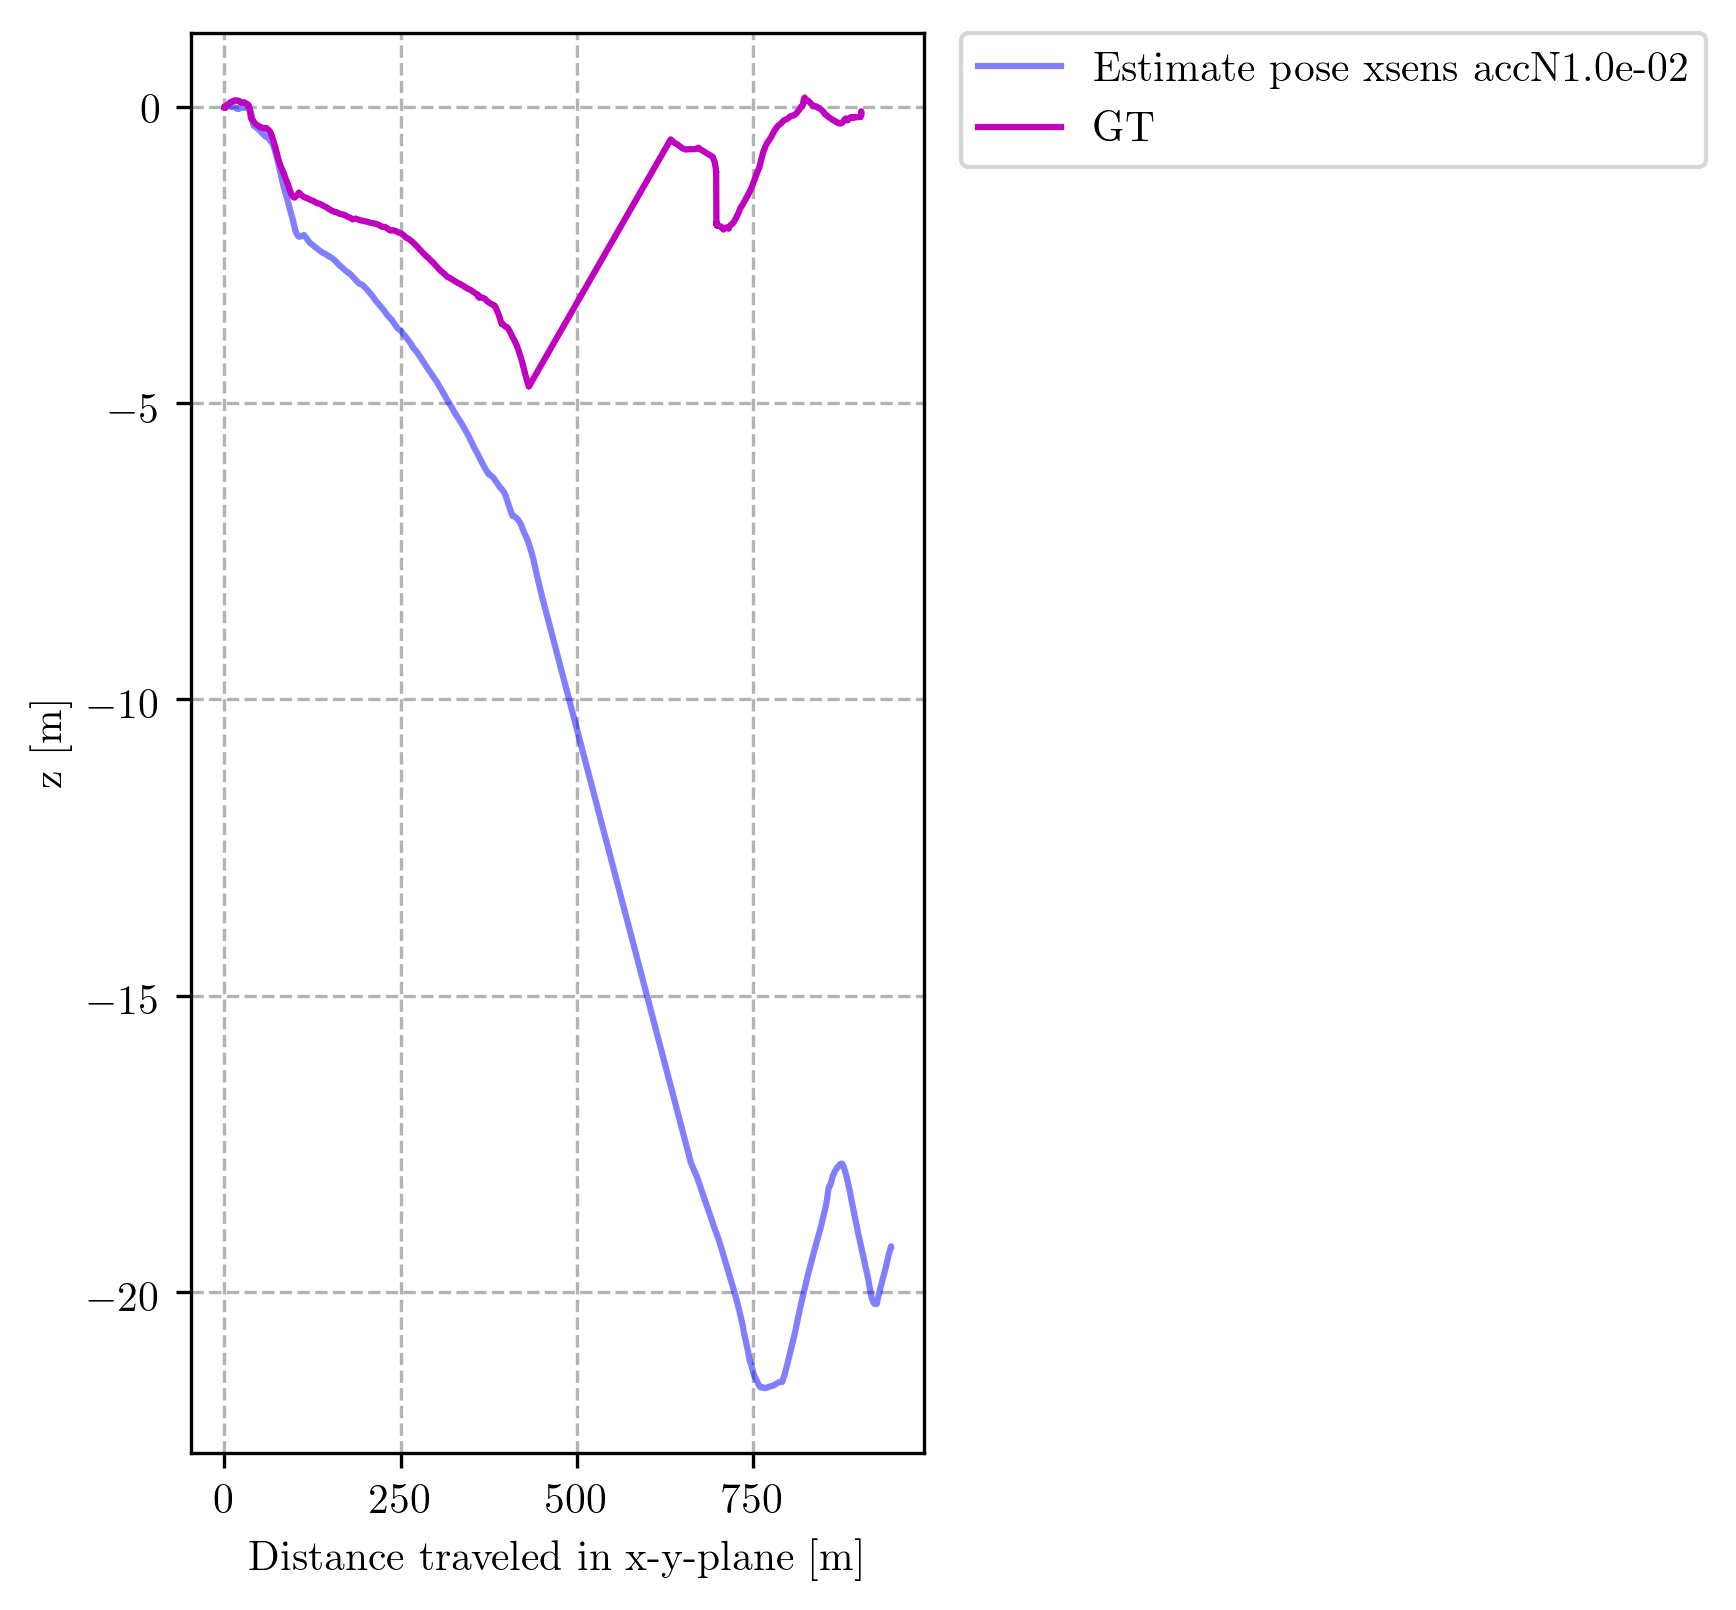 Estimate pose xsens accN1.0e-02
GT
0
−5
−10
−15
−20
z [m]
0 250 500 750
Distance traveled in x-y-plane [m]